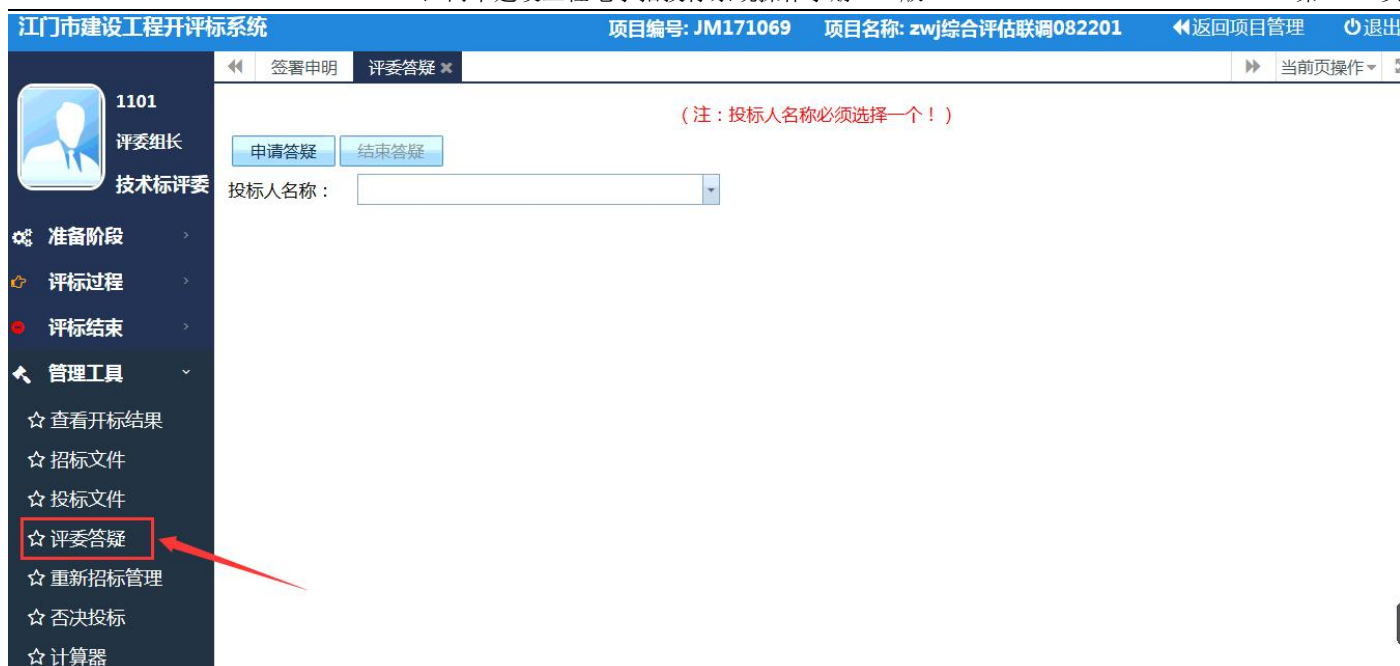 江门市建设工程开评标系统 项目编号: JM171069 项目名称: zwj综合评估联调082201 返回项目管理 退出
签署申明 评委答疑 当前页操作
1101
评委组长
技术标评委
(注:投标人名称必须选择一个!)
申请答疑 结束答疑
投标人名称:
准备阶段
评标过程
评标结束
管理工具
查看开标结果
招标文件
投标文件
评委答疑
重新招标管理
否决投标
计算器